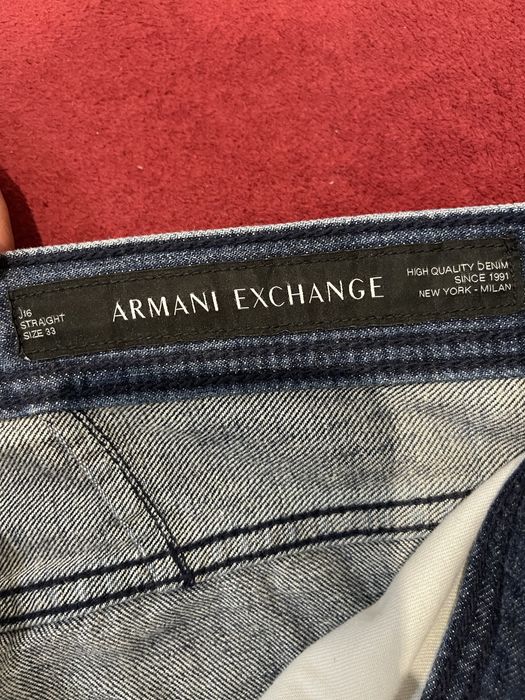 J16
STRAIGHT
SIZE 33
ARMANI EXCHANGE
HIGH QUALITY DENIM
SINCE 1991
NEW YORK - MILAN